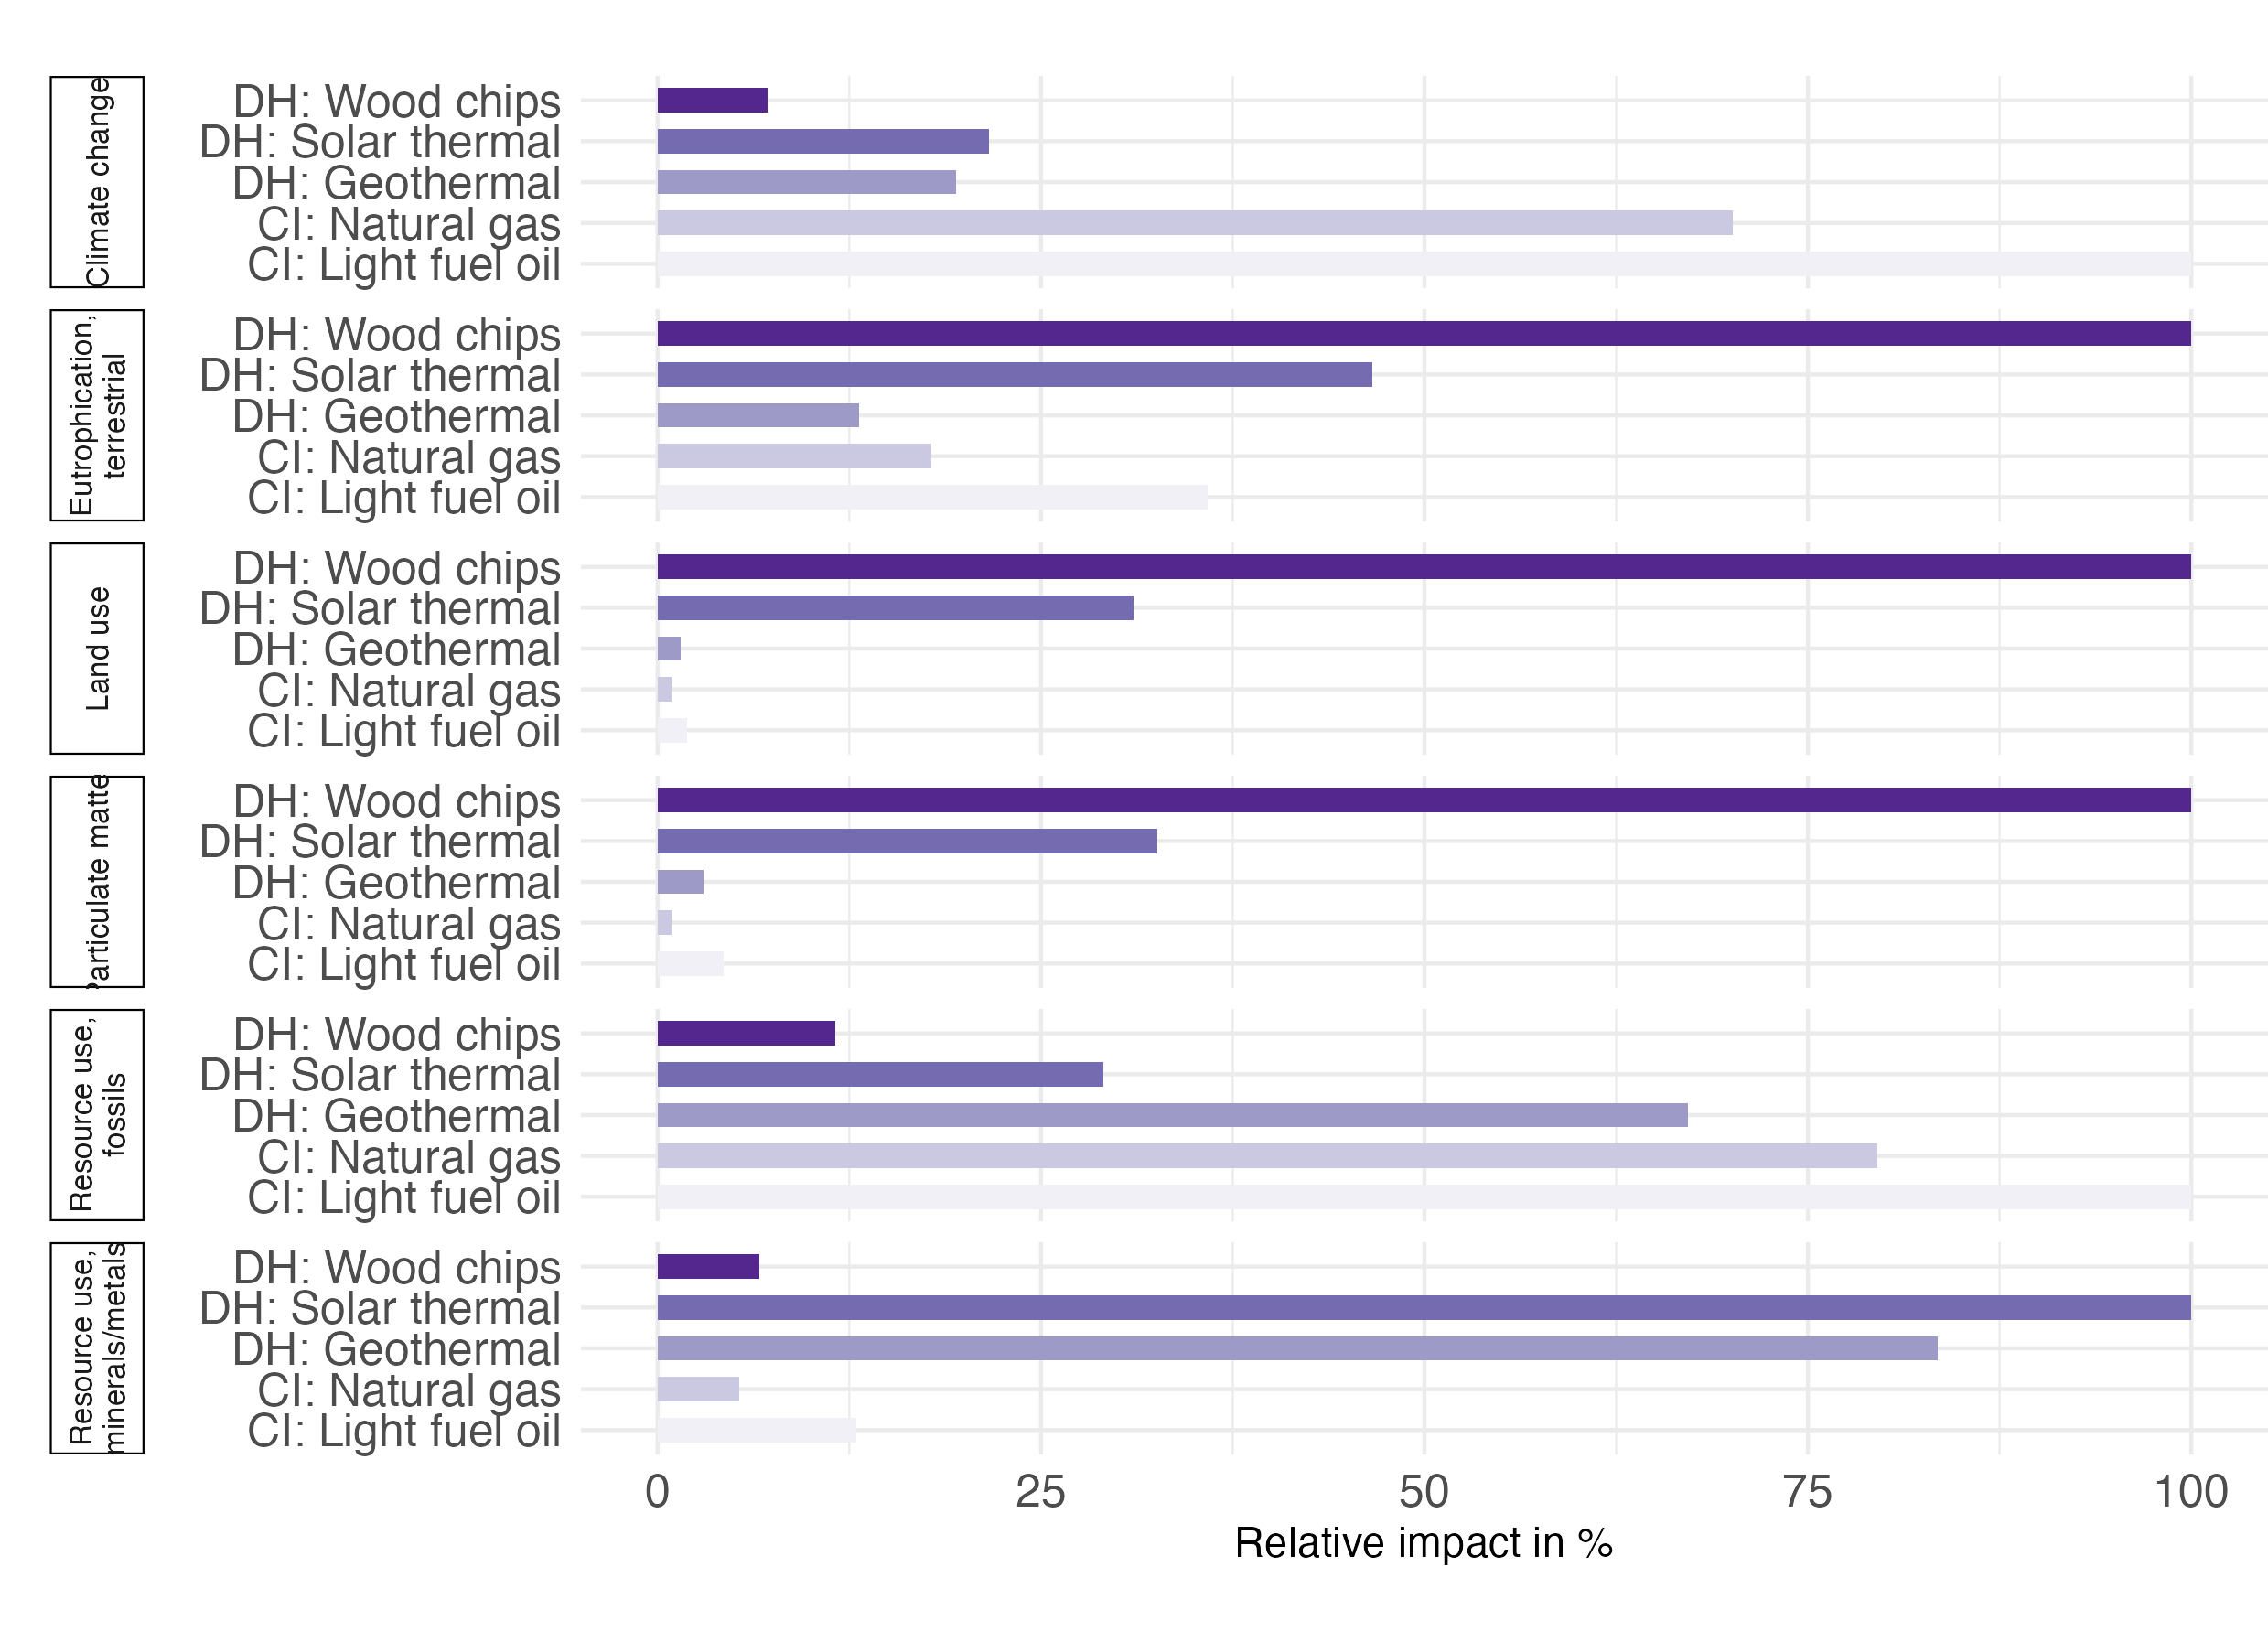 Climate change
DH: Wood chips
DH: Solar thermal
DH: Geothermal
CI: Natural gas
CI: Light fuel oil
Eutrophication,
terrestrial
DH: Wood chips
DH: Solar thermal
DH: Geothermal
CI: Natural gas
CI: Light fuel oil
Land use
DH: Wood chips
DH: Solar thermal
DH: Geothermal
CI: Natural gas
CI: Light fuel oil
Particulate matter
DH: Wood chips
DH: Solar thermal
DH: Geothermal
CI: Natural gas
CI: Light fuel oil
Resource use,
fossils
DH: Wood chips
DH: Solar thermal
DH: Geothermal
CI: Natural gas
CI: Light fuel oil
Resource use,
minerals/metals
DH: Wood chips
DH: Solar thermal
DH: Geothermal
CI: Natural gas
CI: Light fuel oil
0 25 50 75 100
Relative impact in %